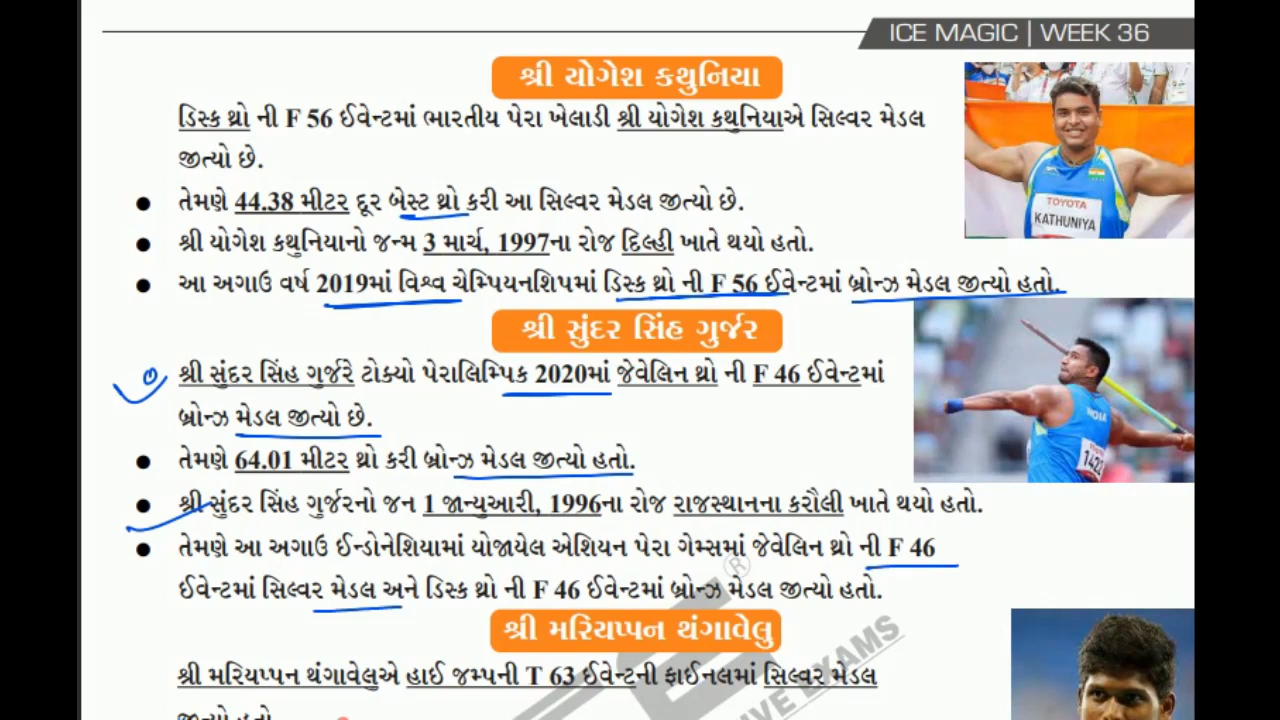 ICE MAGIC | WEEK 36
શ્રી યોગેશ કથુનિયા
ડિસ્ક થ્રો ની F 56 ઈવેન્ટમાં ભારતીય પેરા ખેલાડી શ્રી યોગેશ કથુનિયાએ સિલ્વર મેડલ
જીત્યો છે.
● તેમણે 44.38 મીટર દૂર બેસ્ટ થ્રો કરી આ સિલ્વર મેડલ જીત્યો છે.
● શ્રી યોગેશ કથુનિયાનો જન્મ 3 માર્ચ, 1997ના રોજ દિલ્હી ખાતે થયો હતો.
● આ અગાઉ વર્ષ 2019માં વિશ્વ ચેમ્પિયનશિપમાં ડિસ્ક થ્રો ની F 56 ઈવેન્ટમાં બ્રોન્ઝ મેડલ જીત્યો હતો.
TOYOTA
KATHUNIYA
શ્રી સુંદર સિંહ ગુર્જર
શ્રી સુંદર સિંહ ગુર્જરે ટોક્યો પેરાલિમ્પિક 2020માં જેવેલિન થ્રો ની F 46 ઈવેન્ટમાં
બ્રોન્ઝ મેડલ જીત્યો છે.
● તેમણે 64.01 મીટર થ્રો કરી બ્રોન્ઝ મેડલ જીત્યો હતો.
● શ્રી સુંદર સિંહ ગુર્જરનો જન 1 જાન્યુઆરી, 1996ના રોજ રાજસ્થાનના કરૌલી ખાતે થયો હતો.
● તેમણે આ અગાઉ ઈન્ડોનેશિયામાં યોજાયેલ એશિયન પેરા ગેમ્સમાં જેવેલિન થ્રો ની F 46
ઈવેન્ટમાં સિલ્વર મેડલ અને ડિસ્ક થ્રો ની F 46 ઈવેન્ટમાં બ્રોન્ઝ મેડલ જીત્યો હતો.
INDIA
શ્રી મરિયપ્પન થંગાવેલુ
શ્રી મરિયપ્પન થંગાવેલુએ હાઈ જમ્પની T 63 ઈવેન્ટની ફાઈનલમાં સિલ્વર મેડલ
જીત્યો હતો
EXAMS